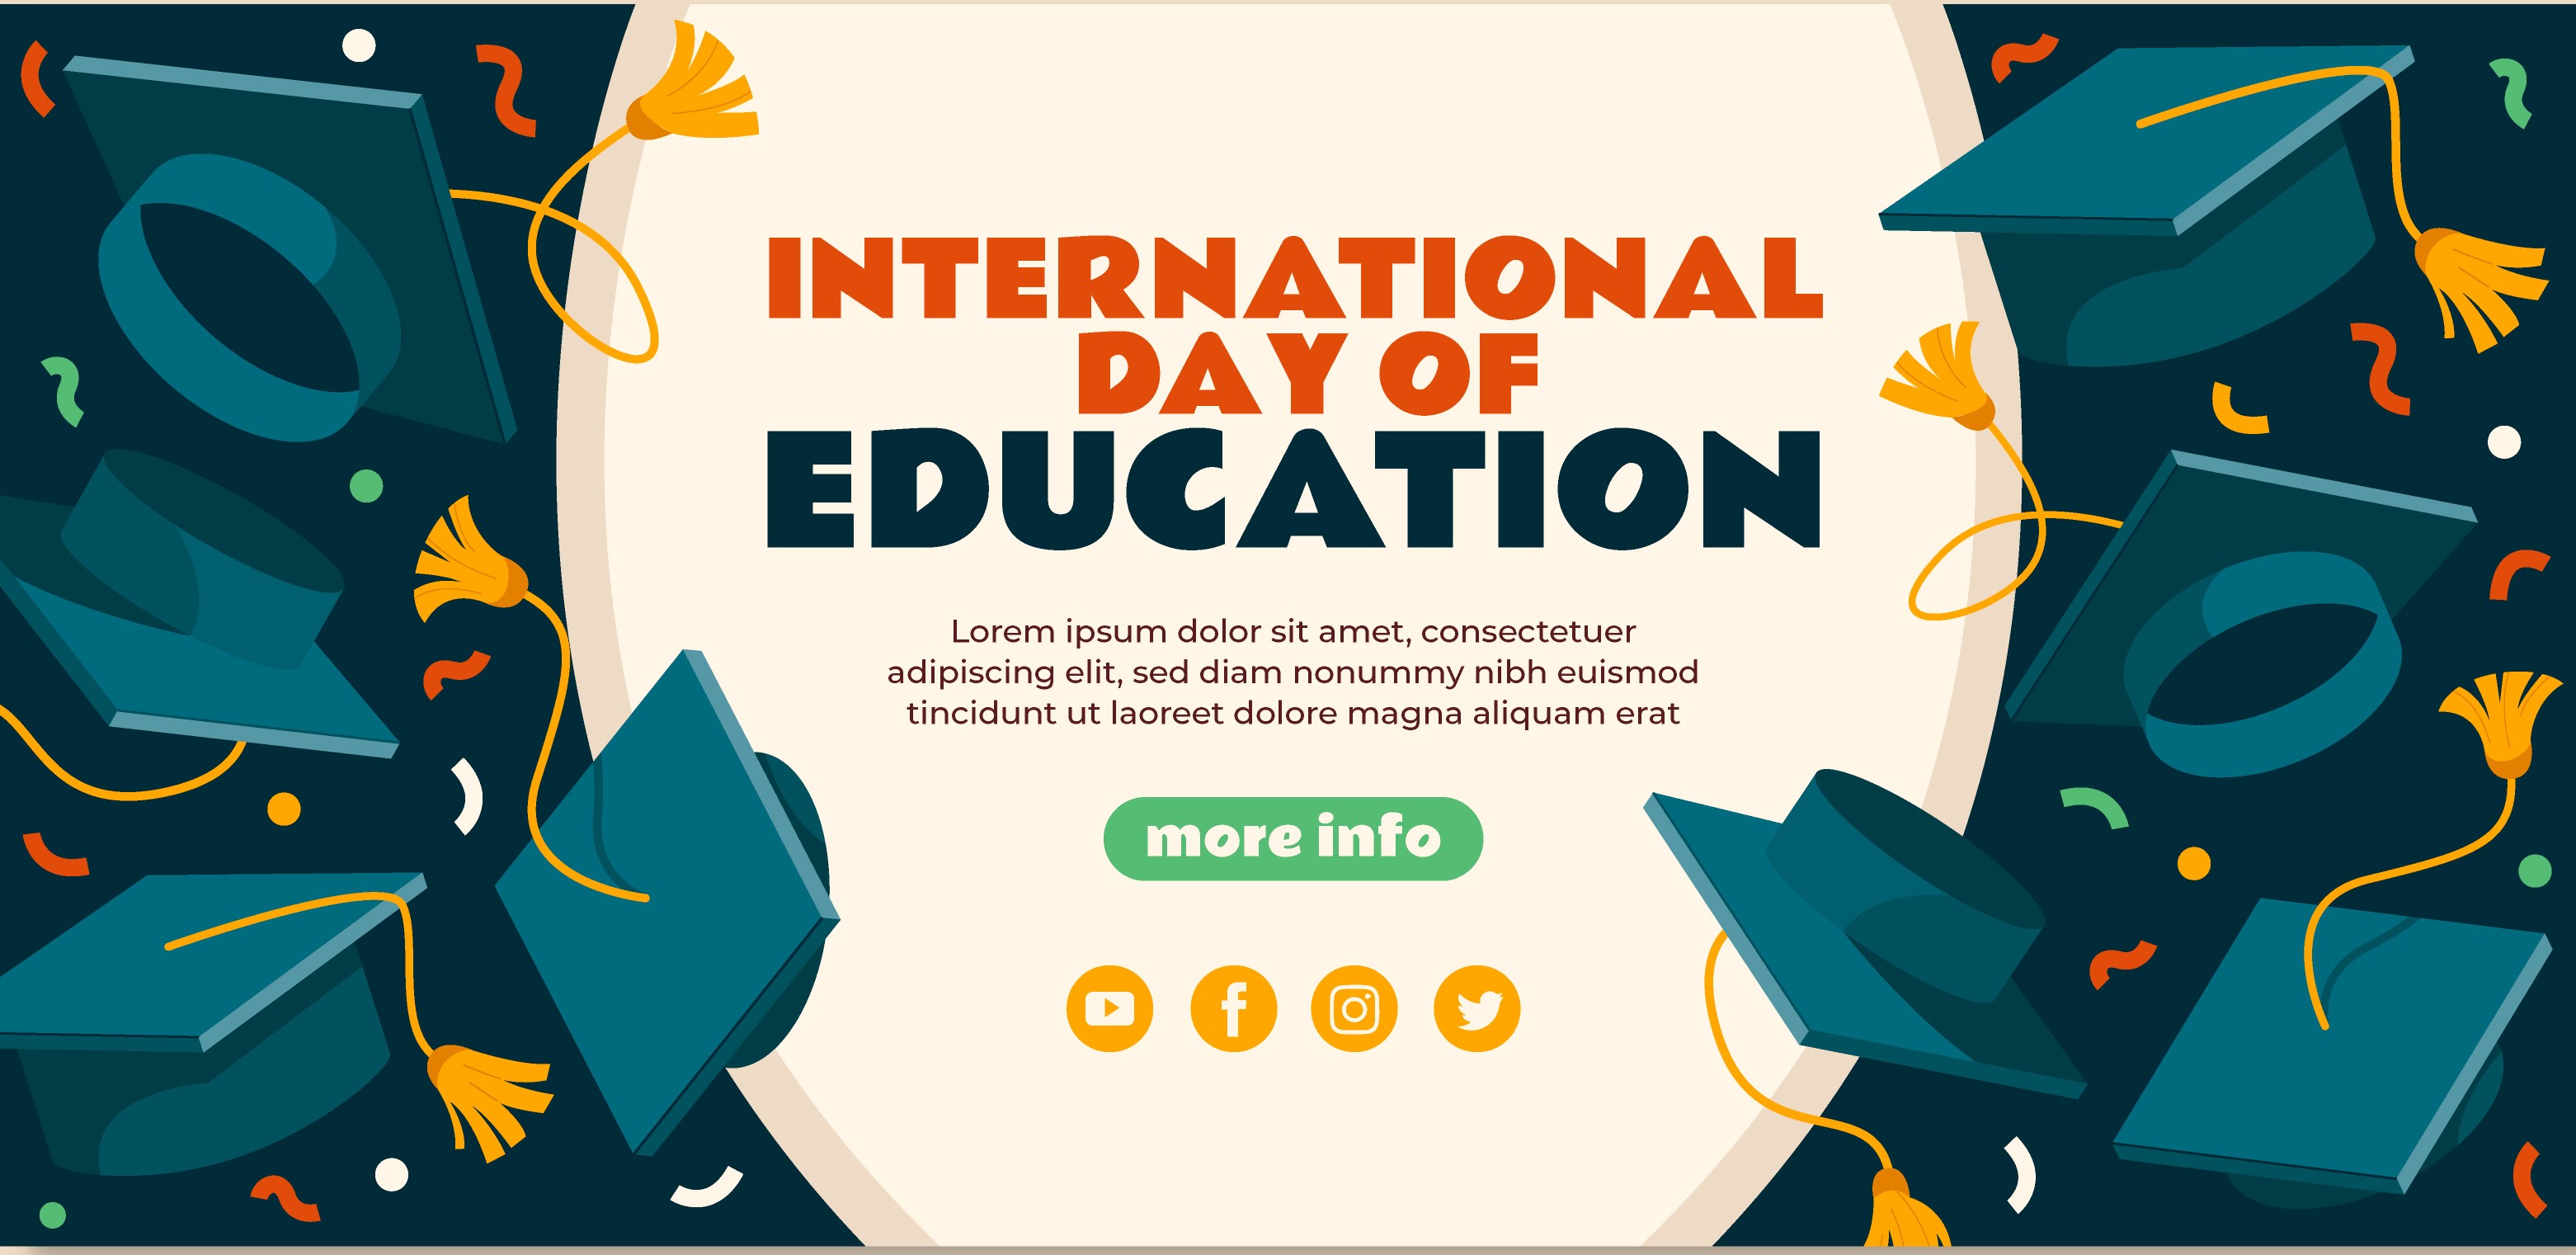 INTERNATIONAL
DAY OF
EDUCATION
Lorem ipsum dolor sit amet, consectetuer
adipiscing elit, sed diam nonummy nibh euismod
tincidunt ut laoreet dolore magna aliquam erat
more info